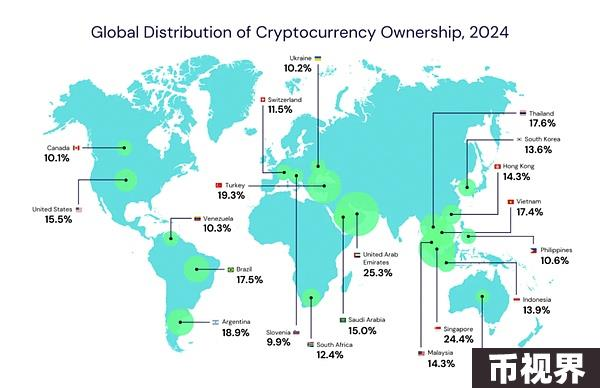 Global Distribution of Cryptocurrency Ownership, 2024
Ukraine
10.2%
Switzerland
11.5%
Thailand
17.6%
South Korea
13.6%
Canada
10.1%
Hong Kong
14.3%
Turkey
19.3%
United States
15.5%
Vietnam
17.4%
Venezuela
10.3%
Philippines
10.6%
United Arab
Emirates
25.3%
Brazil
17.5%
Indonesia
13.9%
Saudi Arabia
15.0%
Argentina
18.9%
Slovenia
9.9%
South Africa
12.4%
Singapore
24.4%
Malaysia
14.3%
币视界